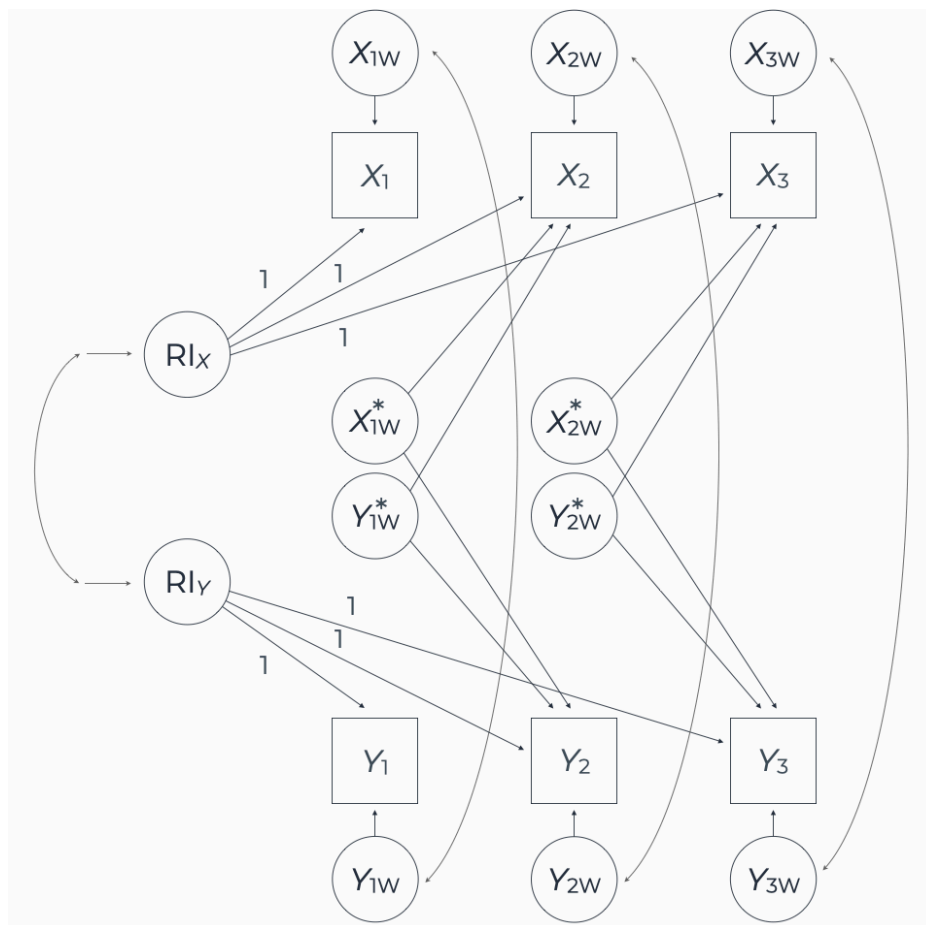 X1W X2W X3W
X1 X2 X3
1 1
1
RIX
X*1W X*2W
Y*1W Y*2W
RIY
1
1
1
Y1 Y2 Y3
Y1W Y2W Y3W